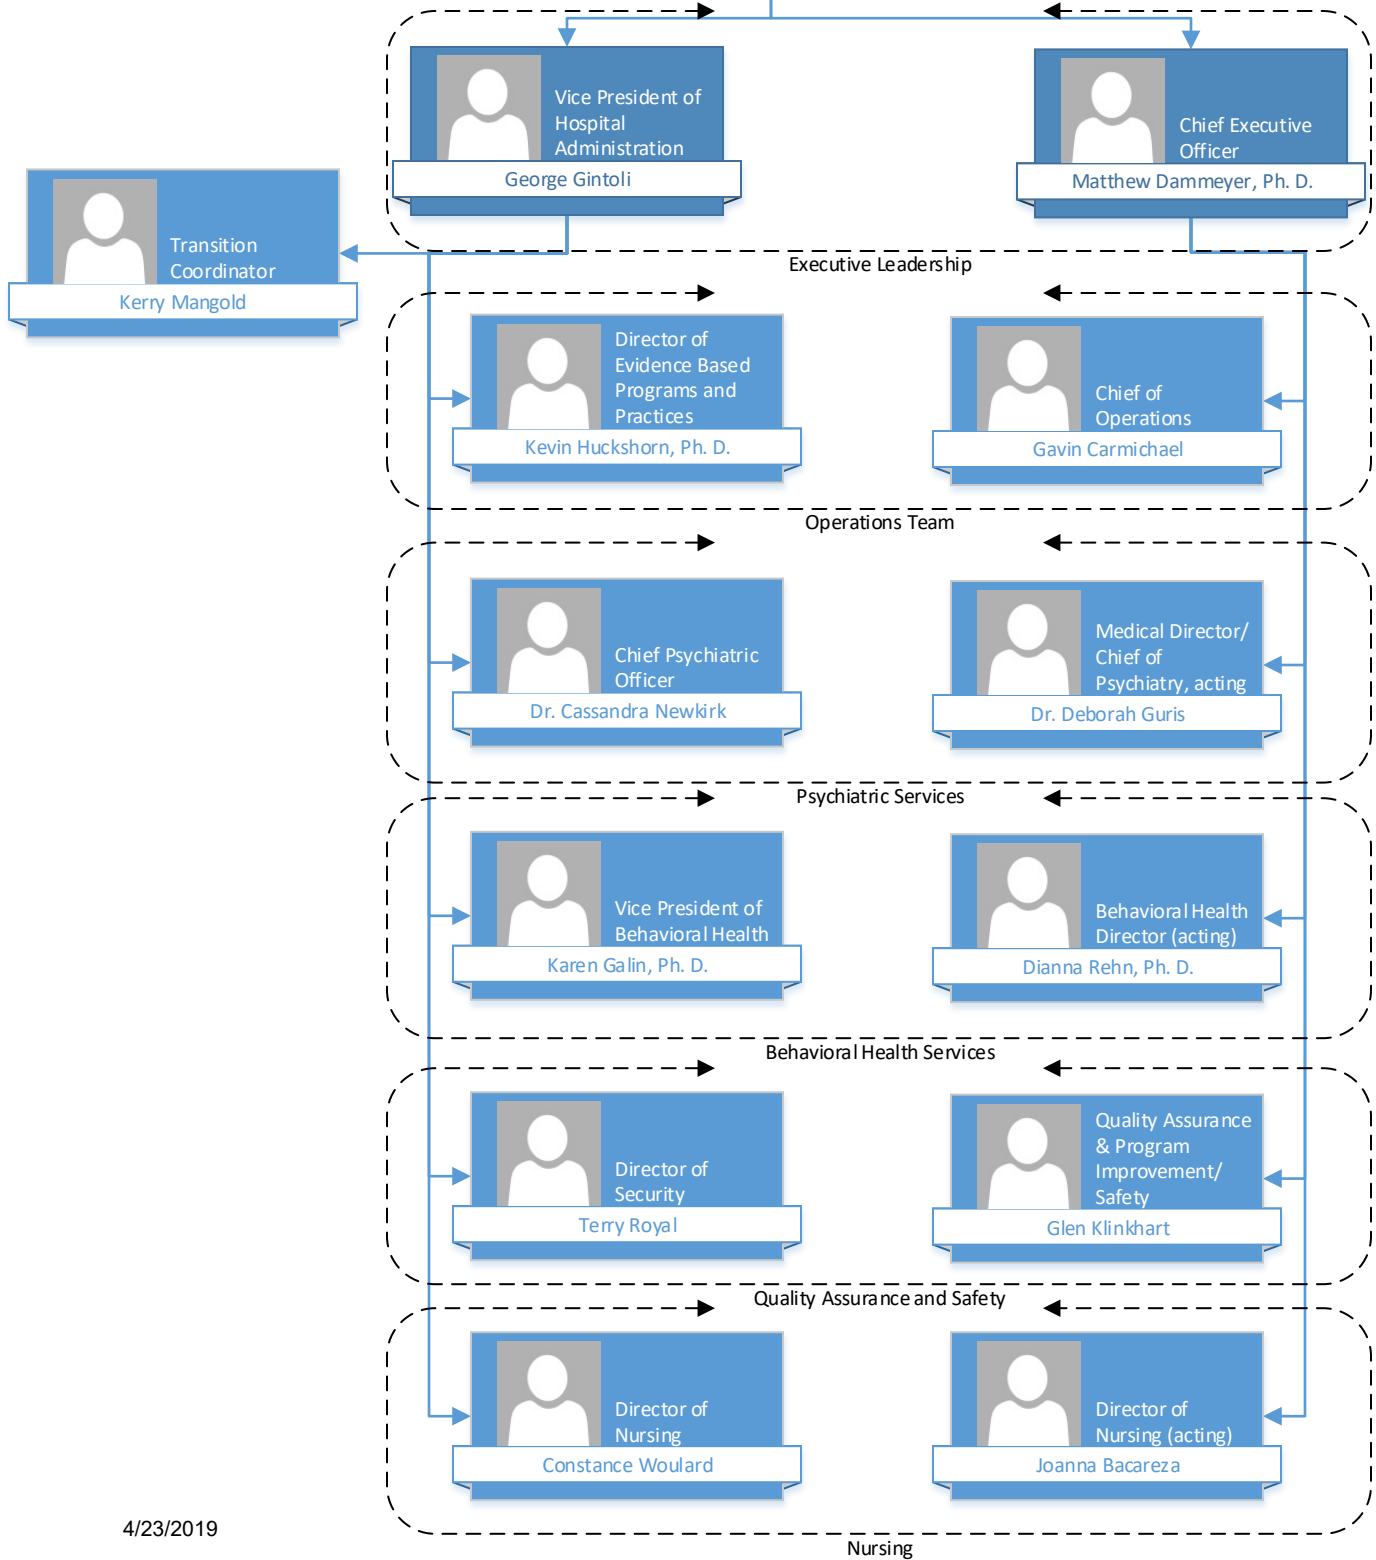 Vice President of
Hospital
Administration
George Gintoli
Chief Executive
Officer
Matthew Dammeyer, Ph. D.
Transition
Coordinator
Kerry Mangold
Executive Leadership
Director of
Evidence Based
Programs and
Practices
Kevin Huckshorn, Ph. D.
Chief of
Operations
Gavin Carmichael
Operations Team
Chief Psychiatric
Officer
Dr. Cassandra Newkirk
Medical Director/
Chief of
Psychiatry, acting
Dr. Deborah Guris
Psychiatric Services
Vice President of
Behavioral Health
Karen Galin, Ph. D.
Behavioral Health
Director (acting)
Dianna Rehn, Ph. D.
Behavioral Health Services
Director of
Security
Terry Royal
Quality Assurance
& Program
Improvement/
Safety
Glen Klinkhart
Quality Assurance and Safety
Director of
Nursing
Constance Woulard
Director of
Nursing (acting)
Joanna Bacareza
4/23/2019
Nursing